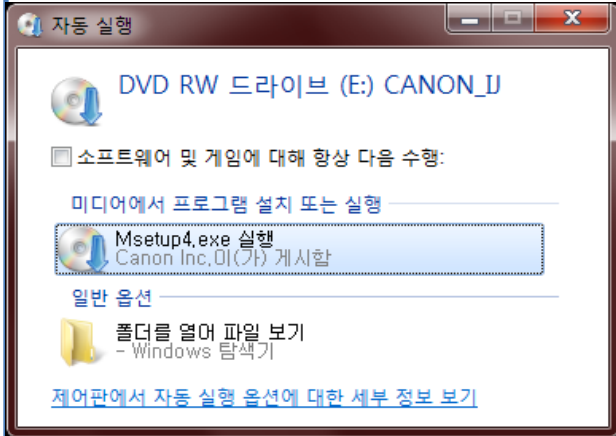 자동 실행
DVD RW 드라이브 (E:) CANON_IJ
소프트웨어 및 게임에 대해 항상 다음 수행:
미디어에서 프로그램 설치 또는 실행
Msetup4.exe 실행
Canon Inc.이(가) 게시함
일반 옵션
폴더를 열어 파일 보기
- Windows 탐색기
제어판에서 자동 실행 옵션에 대한 세부 정보 보기